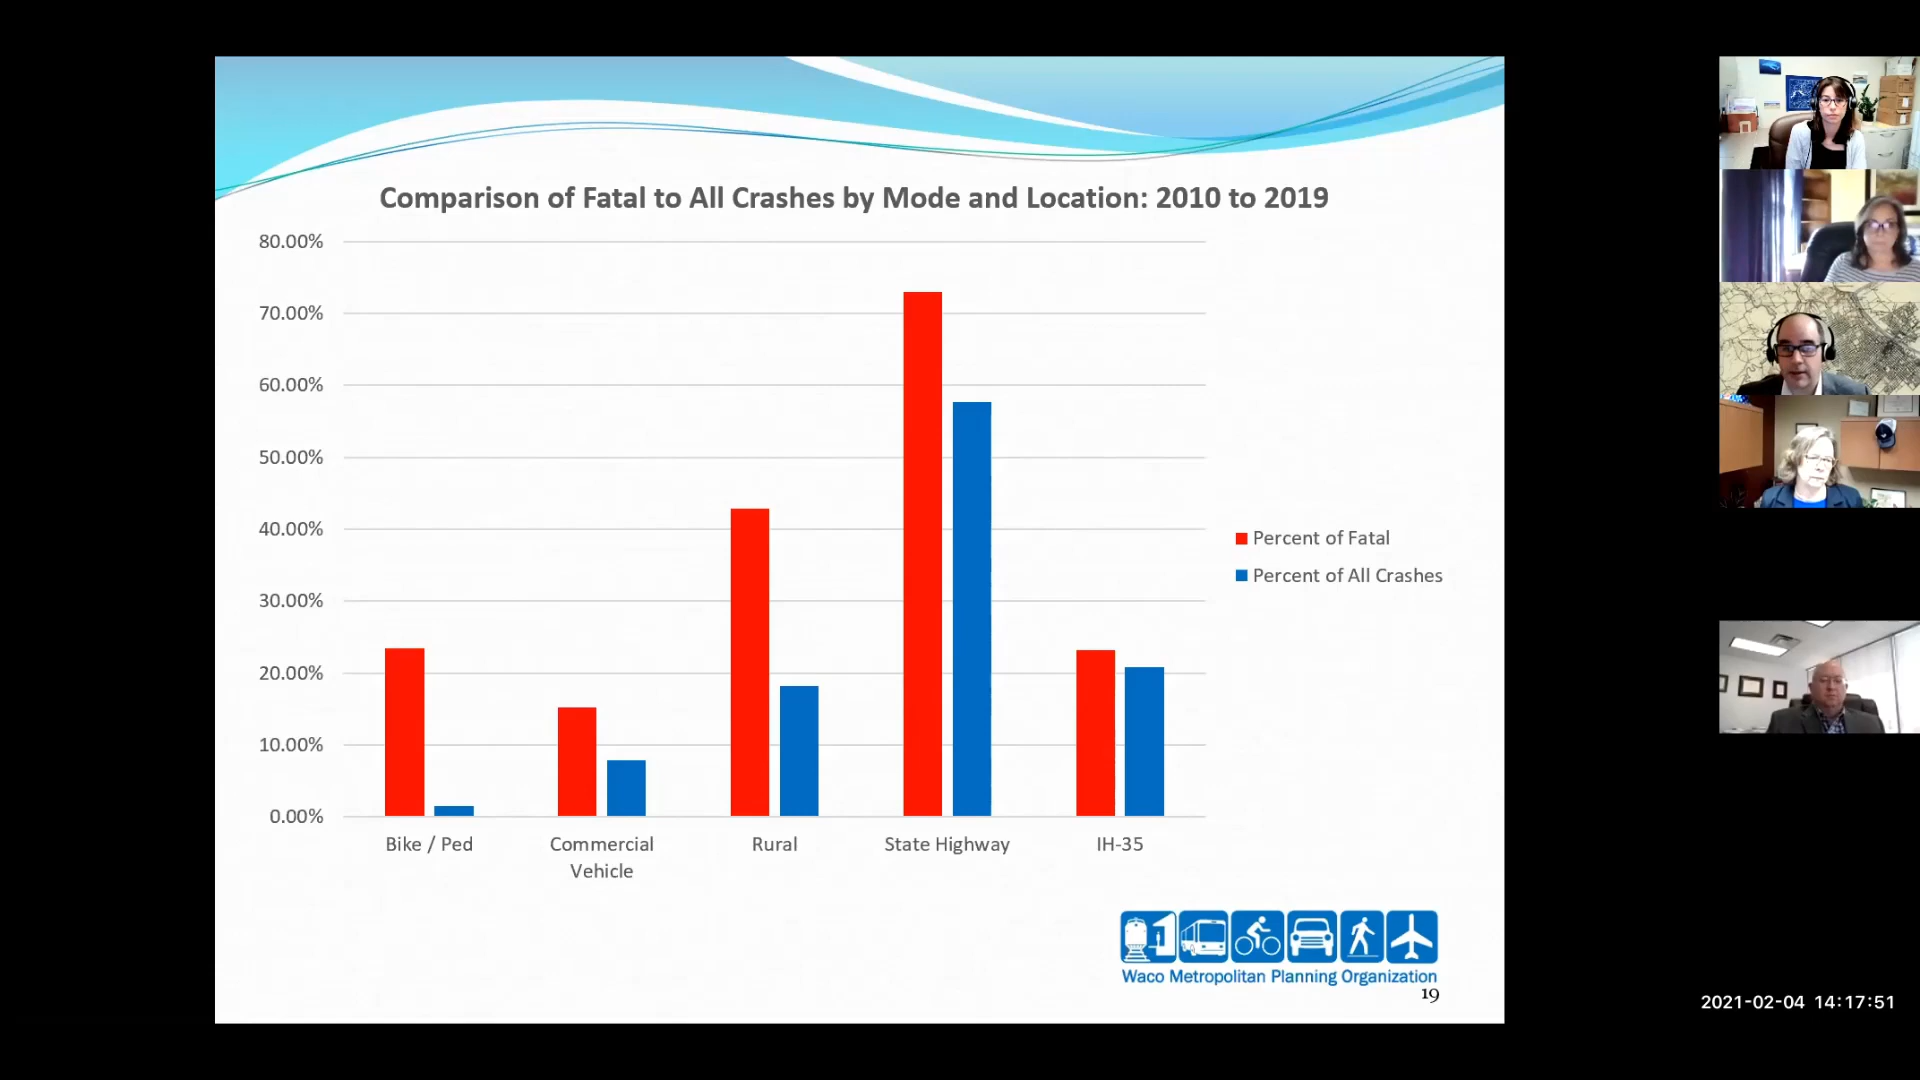 Comparison of Fatal to All Crashes by Mode and Location: 2010 to 2019
80.00%
70.00%
60.00%
50.00%
40.00%
30.00%
20.00%
10.00%
0.00%
Bike / Ped
Commercial
Vehicle
Rural
State Highway
IH-35
Percent of Fatal
Percent of All Crashes
Waco Metropolitan Planning Organization
19
2021-02-04 14:17:51